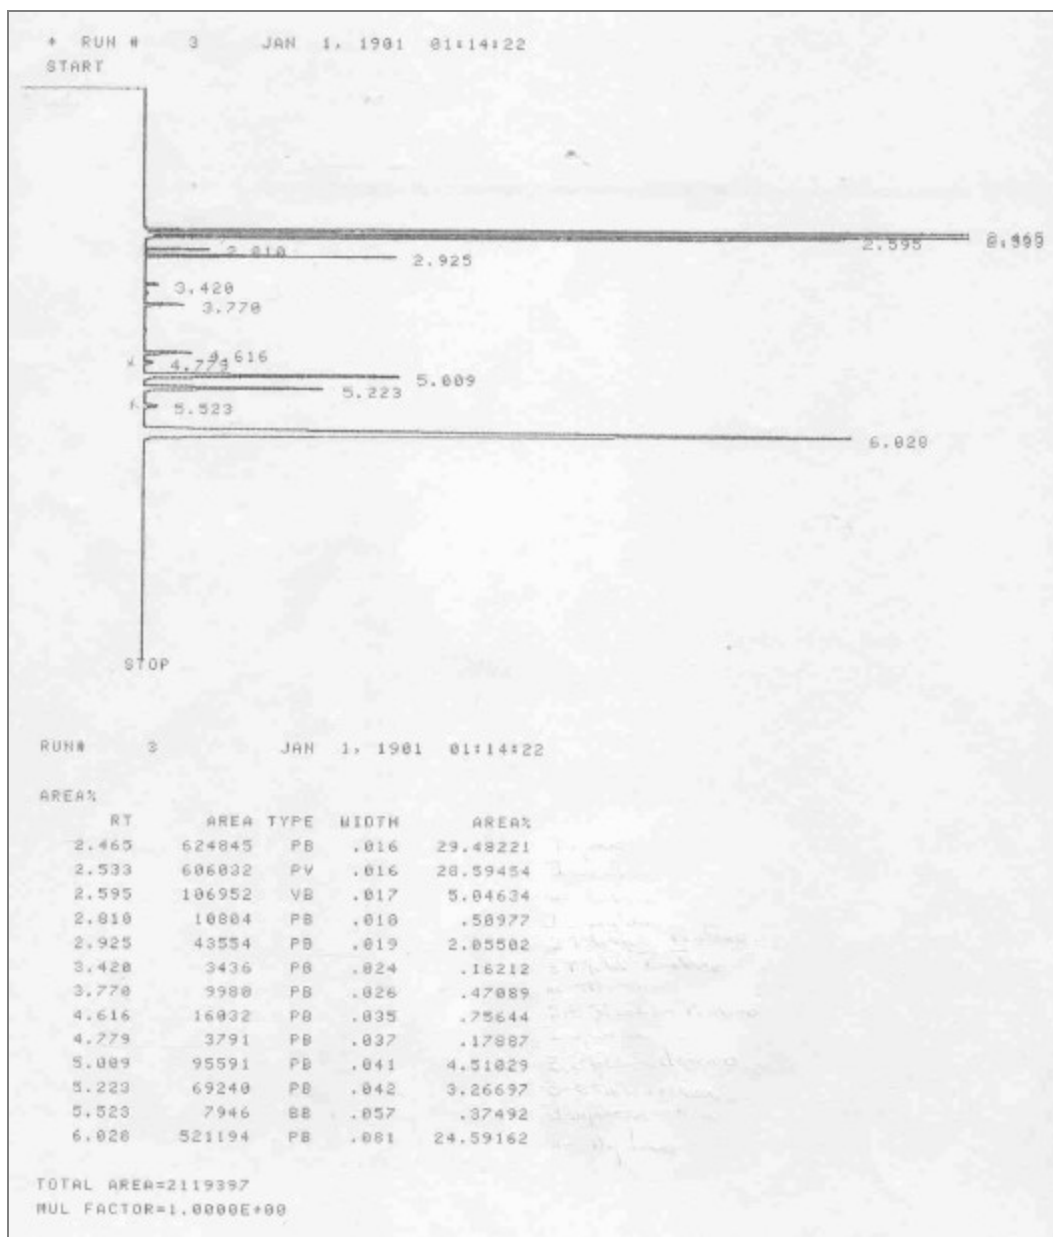 * RUN # 3 JAN 1, 1901 01:14:22
START
2.595
2.010
2.925
3.420
3.770
4.616
4.779
5.009
5.223
5.523
6.028
STOP
RUN# 3 JAN 1, 1901 01:14:22
AREA%
RT AREA TYPE WIDTH AREA%
2.465 624845 PB .016 29.48221
2.533 606032 PV .016 28.59454
2.595 106952 VB .017 5.04634
2.810 10804 PB .018 .50977
2.925 43554 PB .019 2.05502
3.420 3436 PB .024 .16212
3.770 9980 PB .026 .47089
4.616 16032 PB .035 .75644
4.779 3791 PB .037 .17887
5.009 95591 PB .041 4.51029
5.223 69240 PB .042 3.26697
5.523 7946 BB .057 .37492
6.028 521194 PB .081 24.59162
TOTAL AREA=2119397
MUL FACTOR=1.0000E+00